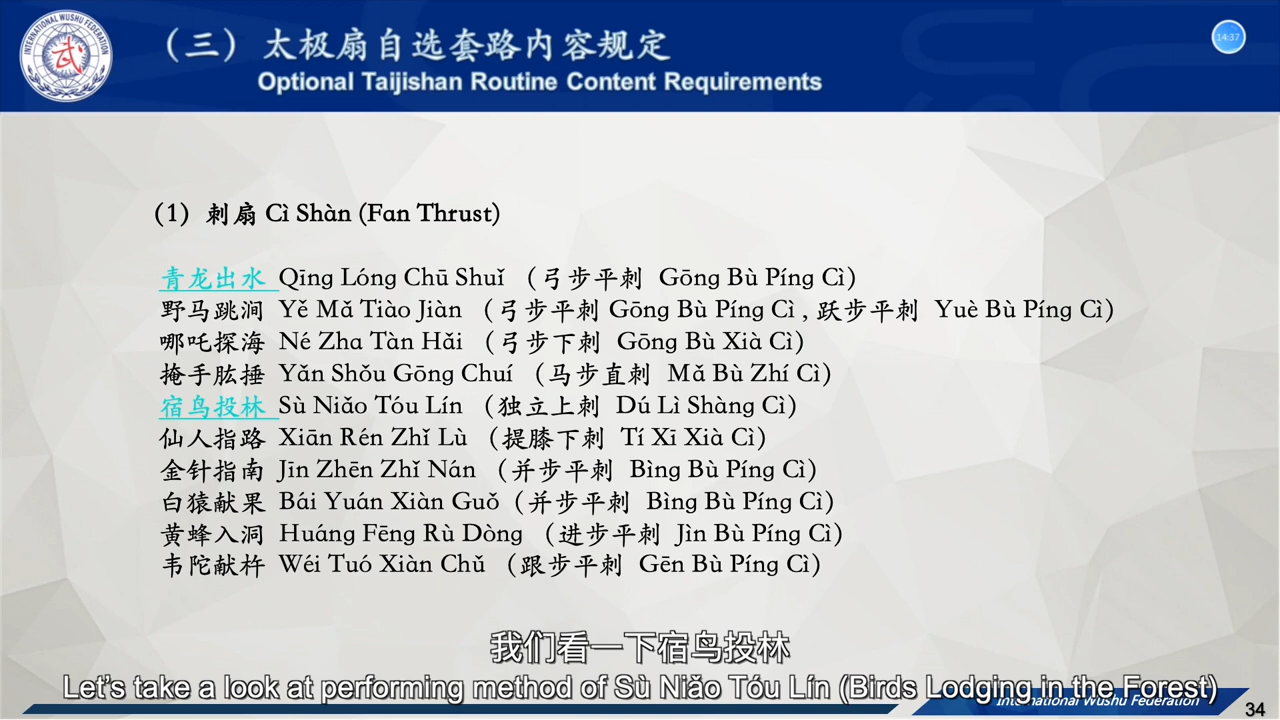 INTERNATIONAL WUSHU FEDERATION
武
（三）太极扇自选套路内容规定
Optional Taijishan Routine Content Requirements
14:37
（1）刺扇 Cì Shàn (Fan Thrust)
青龙出水 Qīng Lóng Chū Shuǐ （弓步平刺 Gōng Bù Píng Cì）
野马跳涧 Yě Mǎ Tiào Jiàn （弓步平刺 Gōng Bù Píng Cì , 跃步平刺 Yuè Bù Píng Cì）
哪吒探海 Né Zha Tàn Hǎi （弓步下刺 Gōng Bù Xià Cì）
掩手肱捶 Yǎn Shǒu Gōng Chuí （马步直刺 Mǎ Bù Zhí Cì）
宿鸟投林 Sù Niǎo Tóu Lín （独立上刺 Dú Lì Shàng Cì）
仙人指路 Xiān Rén Zhǐ Lù （提膝下刺 Tí Xī Xià Cì）
金针指南 Jīn Zhēn Zhǐ Nán （并步平刺 Bìng Bù Píng Cì）
白猿献果 Bái Yuán Xiàn Guǒ（并步平刺 Bìng Bù Píng Cì）
黄蜂入洞 Huáng Fēng Rù Dòng （进步平刺 Jìn Bù Píng Cì）
韦陀献杵 Wéi Tuó Xiàn Chǔ （跟步平刺 Gēn Bù Píng Cì）
我们看一下宿鸟投林
Let's take a look at performing method of Sù Niǎo Tóu Lín (Birds Lodging in the Forest)
International Wushu Federation
34